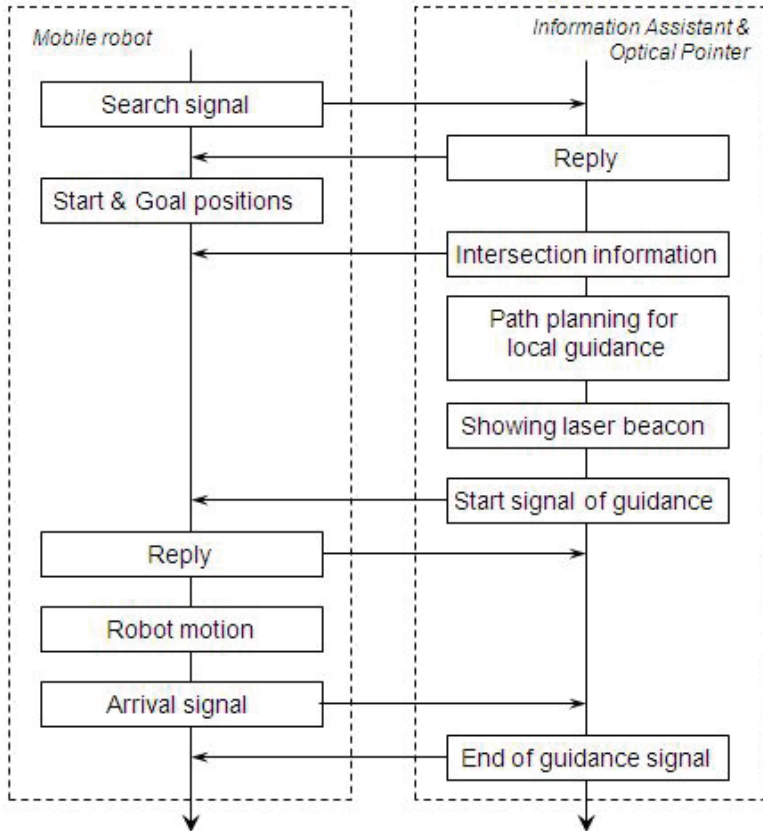 Mobile robot
Information Assistant &
Optical Pointer
Search signal
Reply
Start & Goal positions
Intersection information
Path planning for
local guidance
Showing laser beacon
Start signal of guidance
Reply
Robot motion
Arrival signal
End of guidance signal